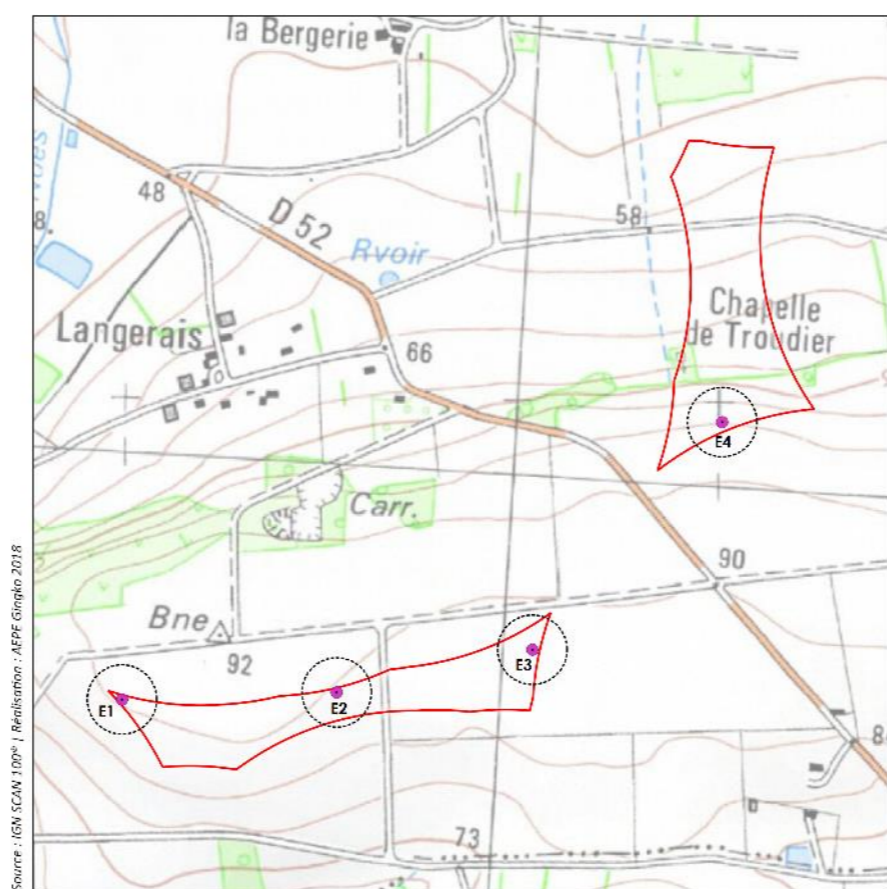 la Bergerie
48
D 52
58
Rvoir
8.
Chapelle
de Troudier
Langerais
66
E4
Carr.
90
Bne
92
E3
E2
E1
73
Source : IGN SCAN 100® | Réalisation : AEPE Gingko 2018